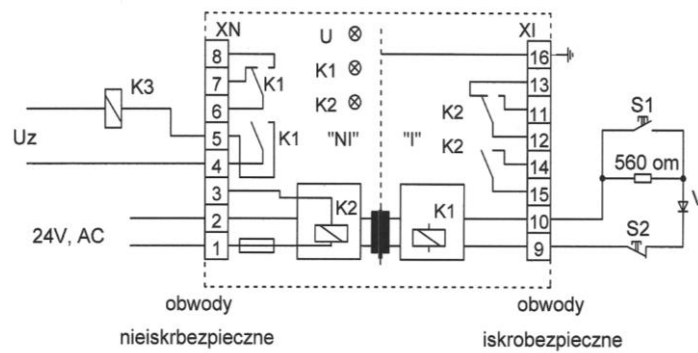 XN
U
XI
8
16
K1
7
K1
13
K3
K2
11
S1
6
K2
12
Uz
5
K1
"NI"
"I"
K2
14
4
560 om
15
3
K2
K1
V
2
10
24V, AC
S2
1
9
obwody
nieiskrbezpieczne
obwody
iskrobezpieczne